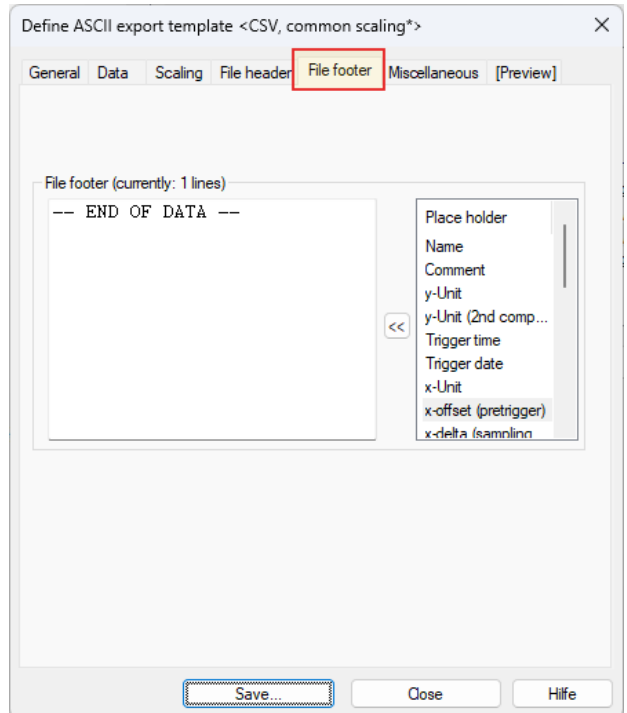 Define ASCII export template <CSV, common scaling*>
General Data Scaling File header File footer Miscellaneous [Preview]
File footer (currently: 1 lines)
-- END OF DATA --
Place holder
Name
Comment
y-Unit
y-Unit (2nd comp...
<<
Trigger time
Trigger date
x-Unit
x-offset (pretrigger)
x-delta (sampling
Save... Close Hilfe